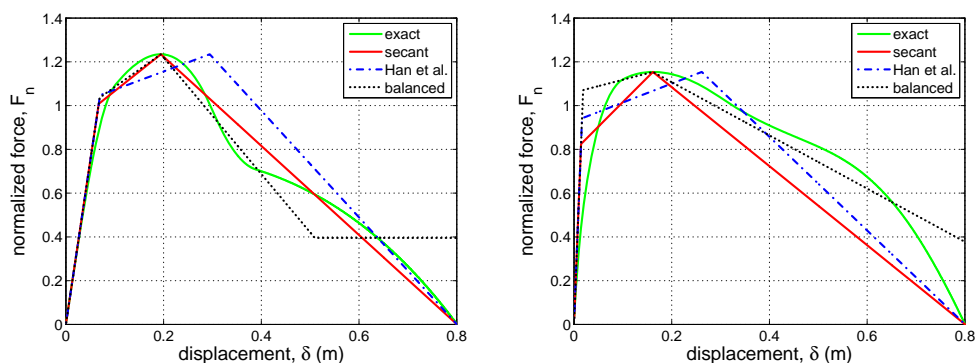 1.4
1.2
1
0.8
0.6
0.4
0.2
0
0
0.2
0.4
0.6
0.8
normalized force, Fn
displacement, δ (m)
exact
secant
Han et al.
balanced
1.4
1.2
1
0.8
0.6
0.4
0.2
0
0
0.2
0.4
0.6
0.8
normalized force, Fn
displacement, δ (m)
exact
secant
Han et al.
balanced